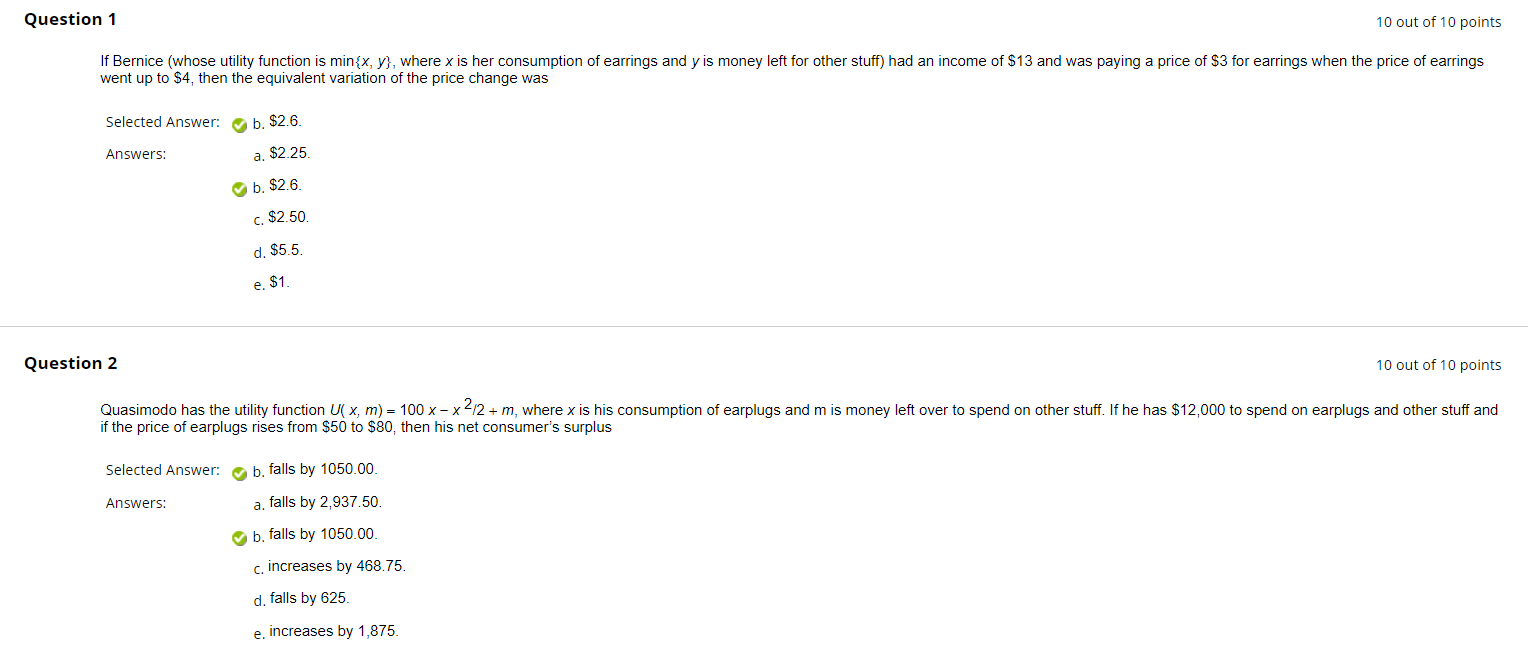 Question 1
10 out of 10 points
If Bernice (whose utility function is min{x, y}, where x is her consumption of earrings and y is money left for other stuff) had an income of $13 and was paying a price of $3 for earrings when the price of earrings
went up to $4, then the equivalent variation of the price change was
Selected Answer: b. $2.6.
Answers: a. $2.25.
b. $2.6.
c. $2.50.
d. $5.5.
e. $1.
Question 2
10 out of 10 points
Quasimodo has the utility function U( x, m) = 100 x – x 2/2 + m, where x is his consumption of earplugs and m is money left over to spend on other stuff. If he has $12,000 to spend on earplugs and other stuff and
if the price of earplugs rises from $50 to $80, then his net consumer's surplus
Selected Answer: b. falls by 1050.00.
Answers: a. falls by 2,937.50.
b. falls by 1050.00.
c. increases by 468.75.
d. falls by 625.
e. increases by 1,875.